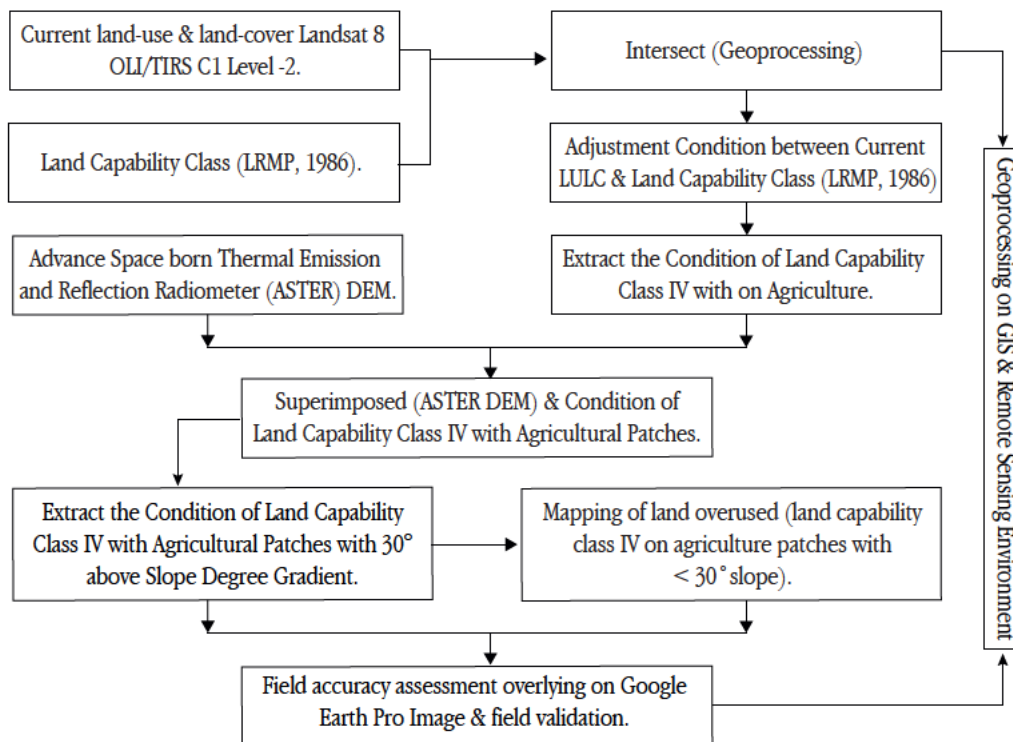 Current land-use & land-cover Landsat 8
OLI/TIRS C1 Level -2.
Intersect (Geoprocessing)
Land Capability Class (LRMP, 1986).
Adjustment Condition between Current
LULC & Land Capability Class (LRMP, 1986)
Advance Space born Thermal Emission
and Reflection Radiometer (ASTER) DEM.
Extract the Condition of Land Capability
Class IV with on Agriculture.
Superimposed (ASTER DEM) & Condition of
Land Capability Class IV with Agricultural Patches.
Extract the Condition of Land Capability
Class IV with Agricultural Patches with 30°
above Slope Degree Gradient.
Mapping of land overused (land capability
class IV on agriculture patches with
< 30° slope).
Field accuracy assessment overlying on Google
Earth Pro Image & field validation.
Geoprocessing on GIS & Remote Sensing Environment